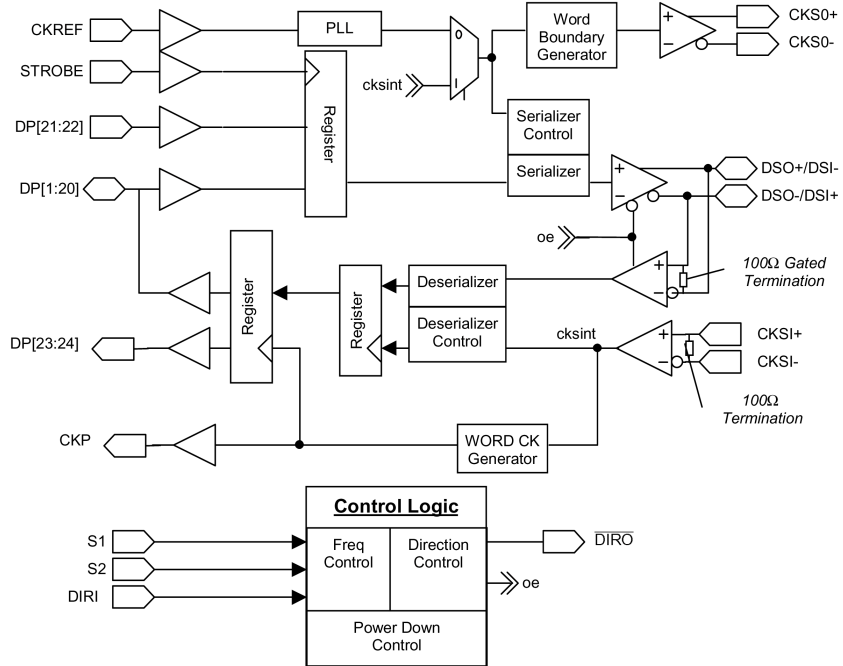 CKREF
PLL
0
+
Word
Boundary
Generator
CKS0+
−
CKS0-
STROBE
cksint
I
DP[21:22]
Register
Serializer
Control
DP[1:20]
Serializer
+
−
DSO+/DSI-
DSO-/DSI+
oe
Register
Register
Deserializer
+
−
100Ω Gated
Termination
Deserializer
Control
cksint
+
−
CKSI+
CKSI-
DP[23:24]
100Ω
Termination
CKP
WORD CK
Generator
Control Logic
S1
S2
DIRI
Freq
Control
Direction
Control
DIRO
oe
Power Down
Control